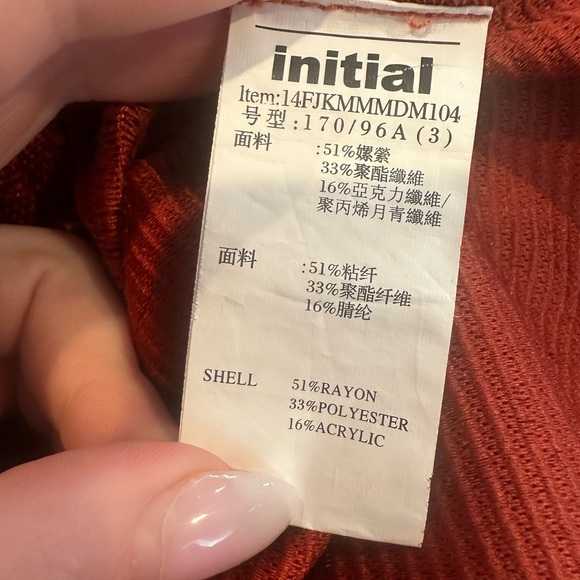 initial
Item:14FJKMMMDM104
号型:170/96A(3)
面料 :51%嫘縈
33%聚酯纖維
16%亞克力纖維/
聚丙烯月青纖維
面料 :51%粘纤
33%聚酯纤维
16%腈纶
SHELL 51%RAYON
33%POLYESTER
16%ACRYLIC